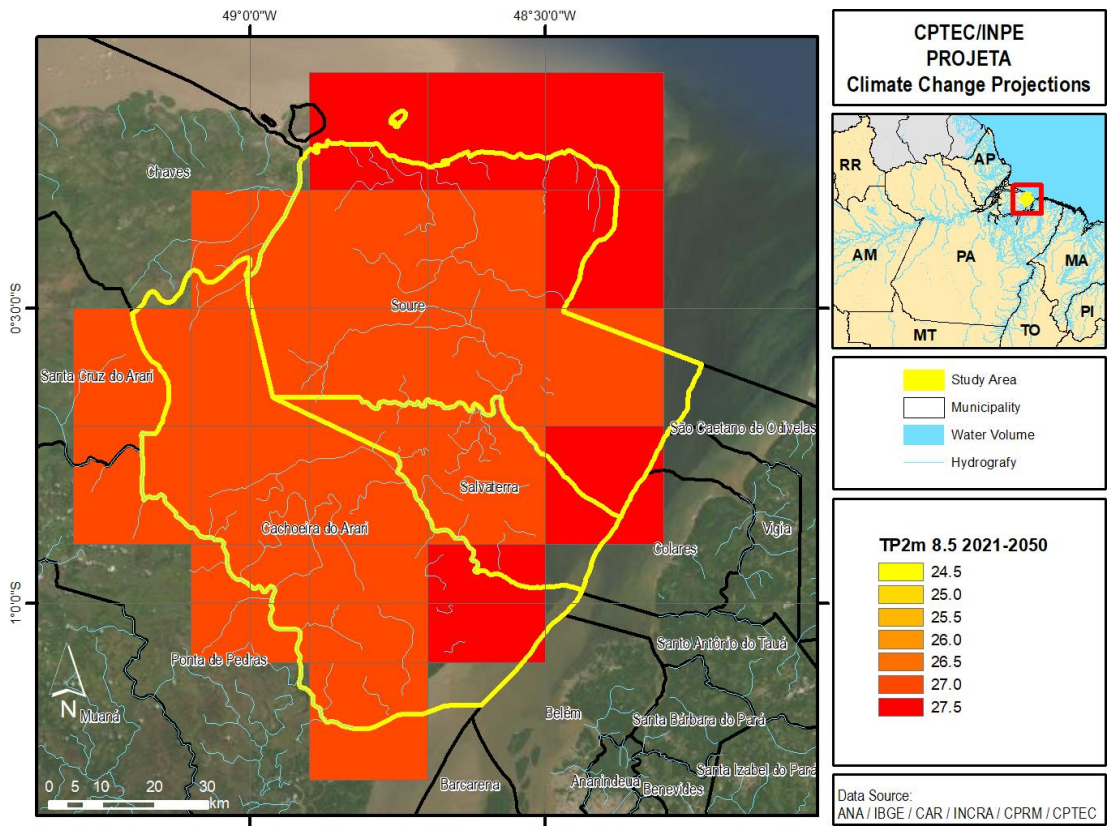 49°0'0"W
48°30'0"W
0°30'0"S
1°0'0"S
Chaves
Soure
Santa Cruz do Arari
São Caetano de Odivelas
Salvaterra
Cachoeira do Arari
Vigia
Colares
Santo Antônio do Tauá
Ponta de Pedras
Muaná
Belém
Santa Bárbara do Pará
Santa Izabel do Pará
Ananindeua
Benevides
Barcarena
N
0 5 10 20 30
km
CPTEC/INPE
PROJETA
Climate Change Projections
RR
AP
AM
PA
MA
PI
MT
TO
Study Area
Municipality
Water Volume
Hydrografy
TP2m 8.5 2021-2050
24.5
25.0
25.5
26.0
26.5
27.0
27.5
Data Source:
ANA / IBGE / CAR / INCRA / CPRM / CPTEC